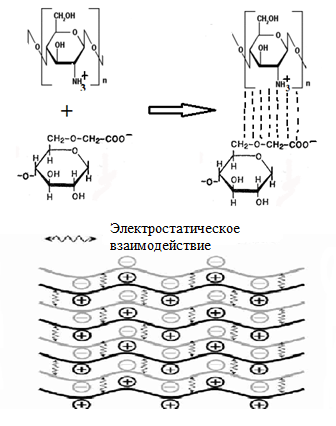 CH₂OH CH₂OH
O O
O OH O O OH O
NH₃⁺ n NH₃⁺ n
+
CH₂-O-CH₂-COO⁻ CH₂-O-CH₂-COO⁻
H O H H O H
-O OH H -O OH H
H OH H OH
Электростатическое
взаимодействие